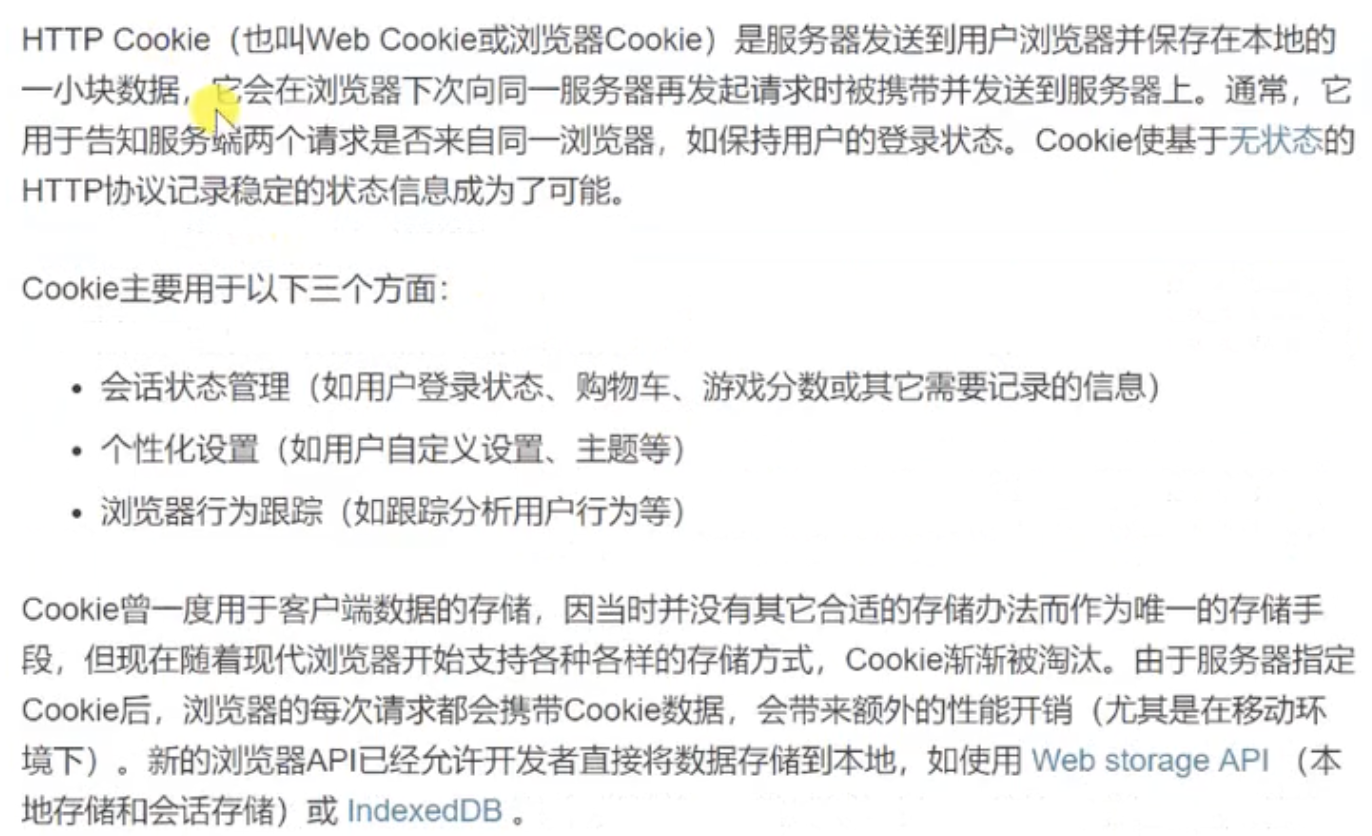 HTTP Cookie（也叫Web Cookie或浏览器Cookie）是服务器发送到用户浏览器并保存在本地的
一小块数据，它会在浏览器下次向同一服务器再发起请求时被携带并发送到服务器上。通常，它
用于告知服务端两个请求是否来自同一浏览器，如保持用户的登录状态。Cookie使基于无状态的
HTTP协议记录稳定的状态信息成为了可能。
Cookie主要用于以下三个方面：
• 会话状态管理（如用户登录状态、购物车、游戏分数或其它需要记录的信息）
• 个性化设置（如用户自定义设置、主题等）
• 浏览器行为跟踪（如跟踪分析用户行为等）
Cookie曾一度用于客户端数据的存储，因当时并没有其它合适的存储办法而作为唯一的存储手
段，但现在随着现代浏览器开始支持各种各样的存储方式，Cookie渐渐被淘汰。由于服务器指定
Cookie后，浏览器的每次请求都会携带Cookie数据，会带来额外的性能开销（尤其是在移动环
境下）。新的浏览器API已经允许开发者直接将数据存储到本地，如使用 Web storage API （本
地存储和会话存储）或 IndexedDB 。